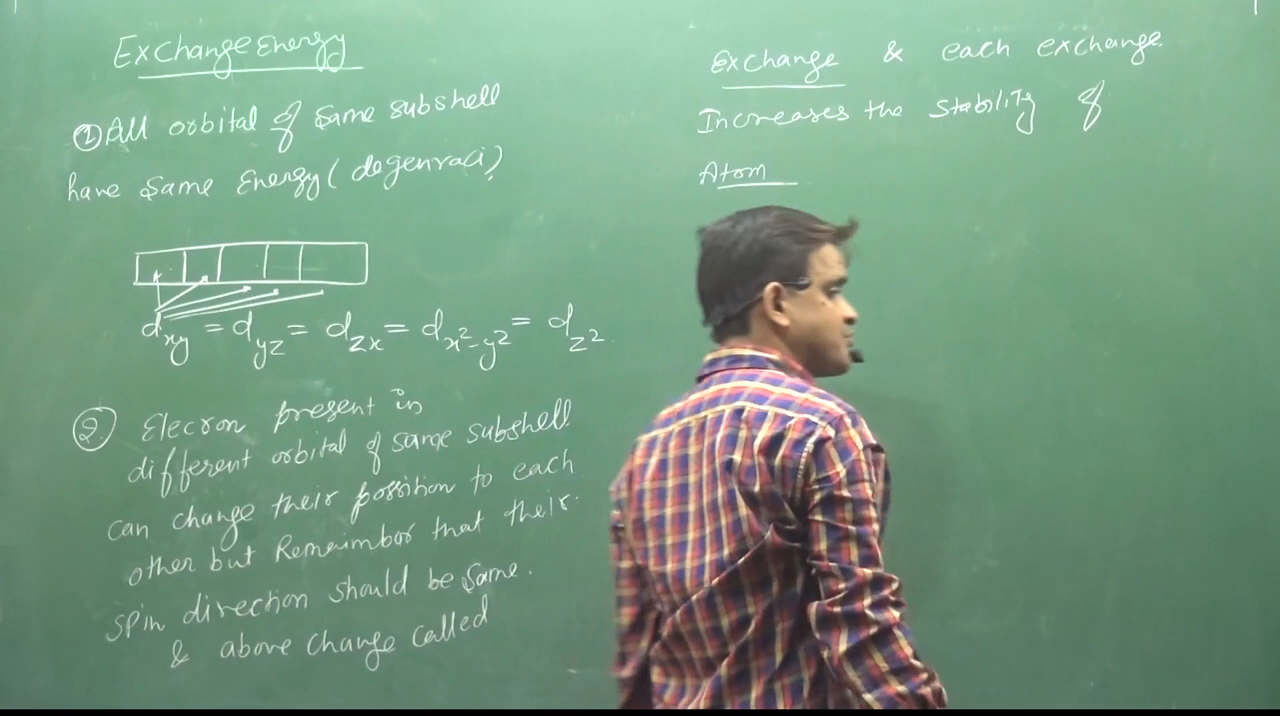 Exchange Energy
① All orbital of same subshell
have same Energy (degenraci)
dxy = dyz = dzx = dx²-y² = dz²
② Elecron present in
different orbital of same subshell
can change their possition to each
other but Remeimbor that their
spin direction should be same.
& above change called
exchange & each exchange
Increases the stability of
Atom